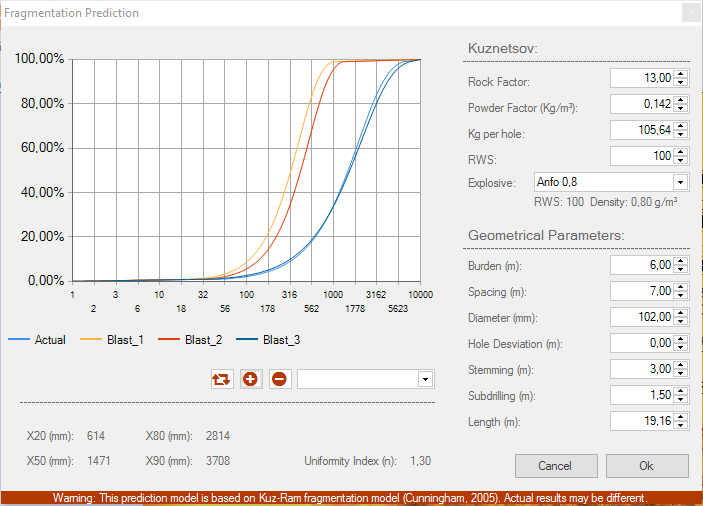 Fragmentation Prediction
100,00%
80,00%
60,00%
40,00%
20,00%
0,00%
1 3 10 32 100 316 1000 3162 10000
2 6 18 56 178 562 1778 5623
Actual Blast_1 Blast_2 Blast_3
X20 (mm): 614 X80 (mm): 2814
X50 (mm): 1471 X90 (mm): 3708 Uniformity Index (n): 1,30
Kuznetsov:
Rock Factor: 13,00
Powder Factor (Kg/m³): 0,142
Kg per hole: 105,64
RWS: 100
Explosive: Anfo 0,8
RWS: 100 Density: 0,80 g/m³
Geometrical Parameters:
Burden (m): 6,00
Spacing (m): 7,00
Diameter (mm): 102,00
Hole Desviation (m): 0,00
Stemming (m): 3,00
Subdrilling (m): 1,50
Length (m): 19,16
Cancel Ok
Warning: This prediction model is based on Kuz-Ram fragmentation model (Cunningham, 2005). Actual results may be different.